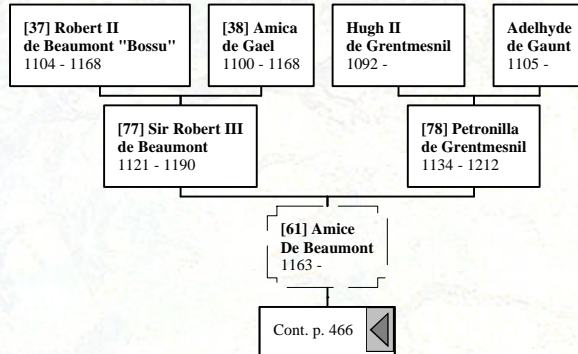 [37] Robert II
de Beaumont "Bossu"
1104 - 1168
[38] Amica
de Gael
1100 - 1168
Hugh II
de Grentmesnil
1092 -
Adelhyde
de Gaunt
1105 -
[77] Sir Robert III
de Beaumont
1121 - 1190
[78] Petronilla
de Grentmesnil
1134 - 1212
[61] Amice
De Beaumont
1163 -
Cont. p. 466